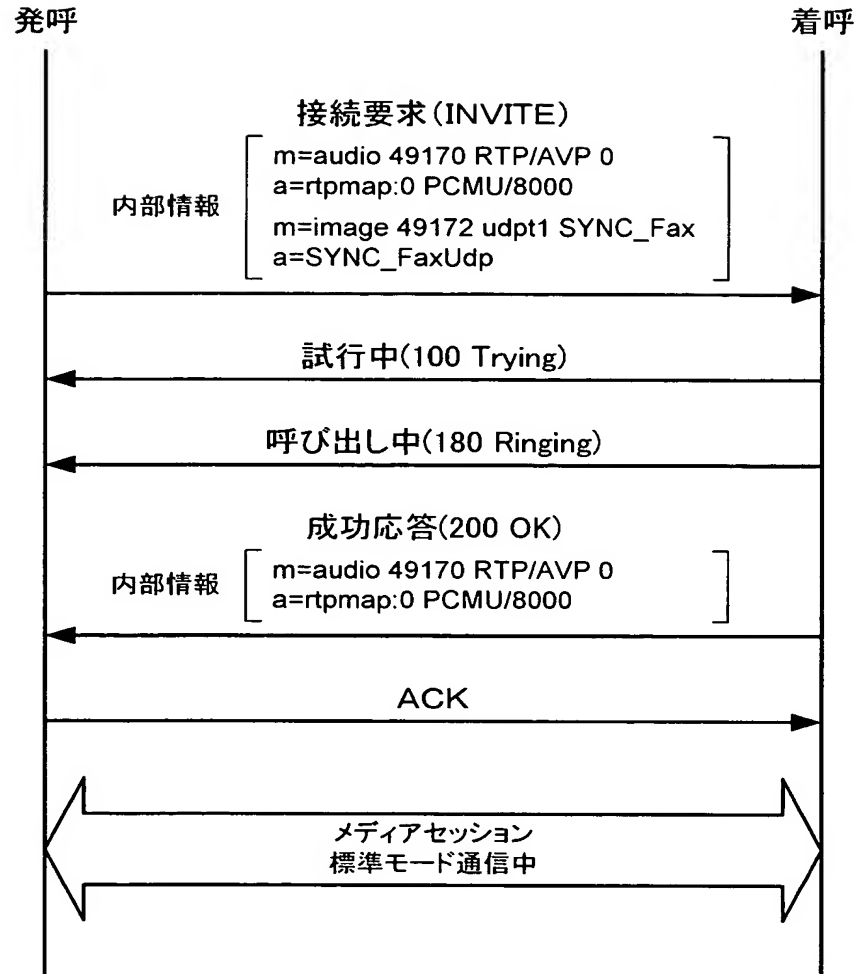 発呼
着呼
接続要求(INVITE)
内部情報
m=audio 49170 RTP/AVP 0
a=rtpmap:0 PCMU/8000
m=image 49172 udpt1 SYNC_Fax
a=SYNC_FaxUdp
試行中(100 Trying)
呼び出し中(180 Ringing)
成功応答(200 OK)
内部情報
m=audio 49170 RTP/AVP 0
a=rtpmap:0 PCMU/8000
ACK
メディアセッション
標準モード通信中